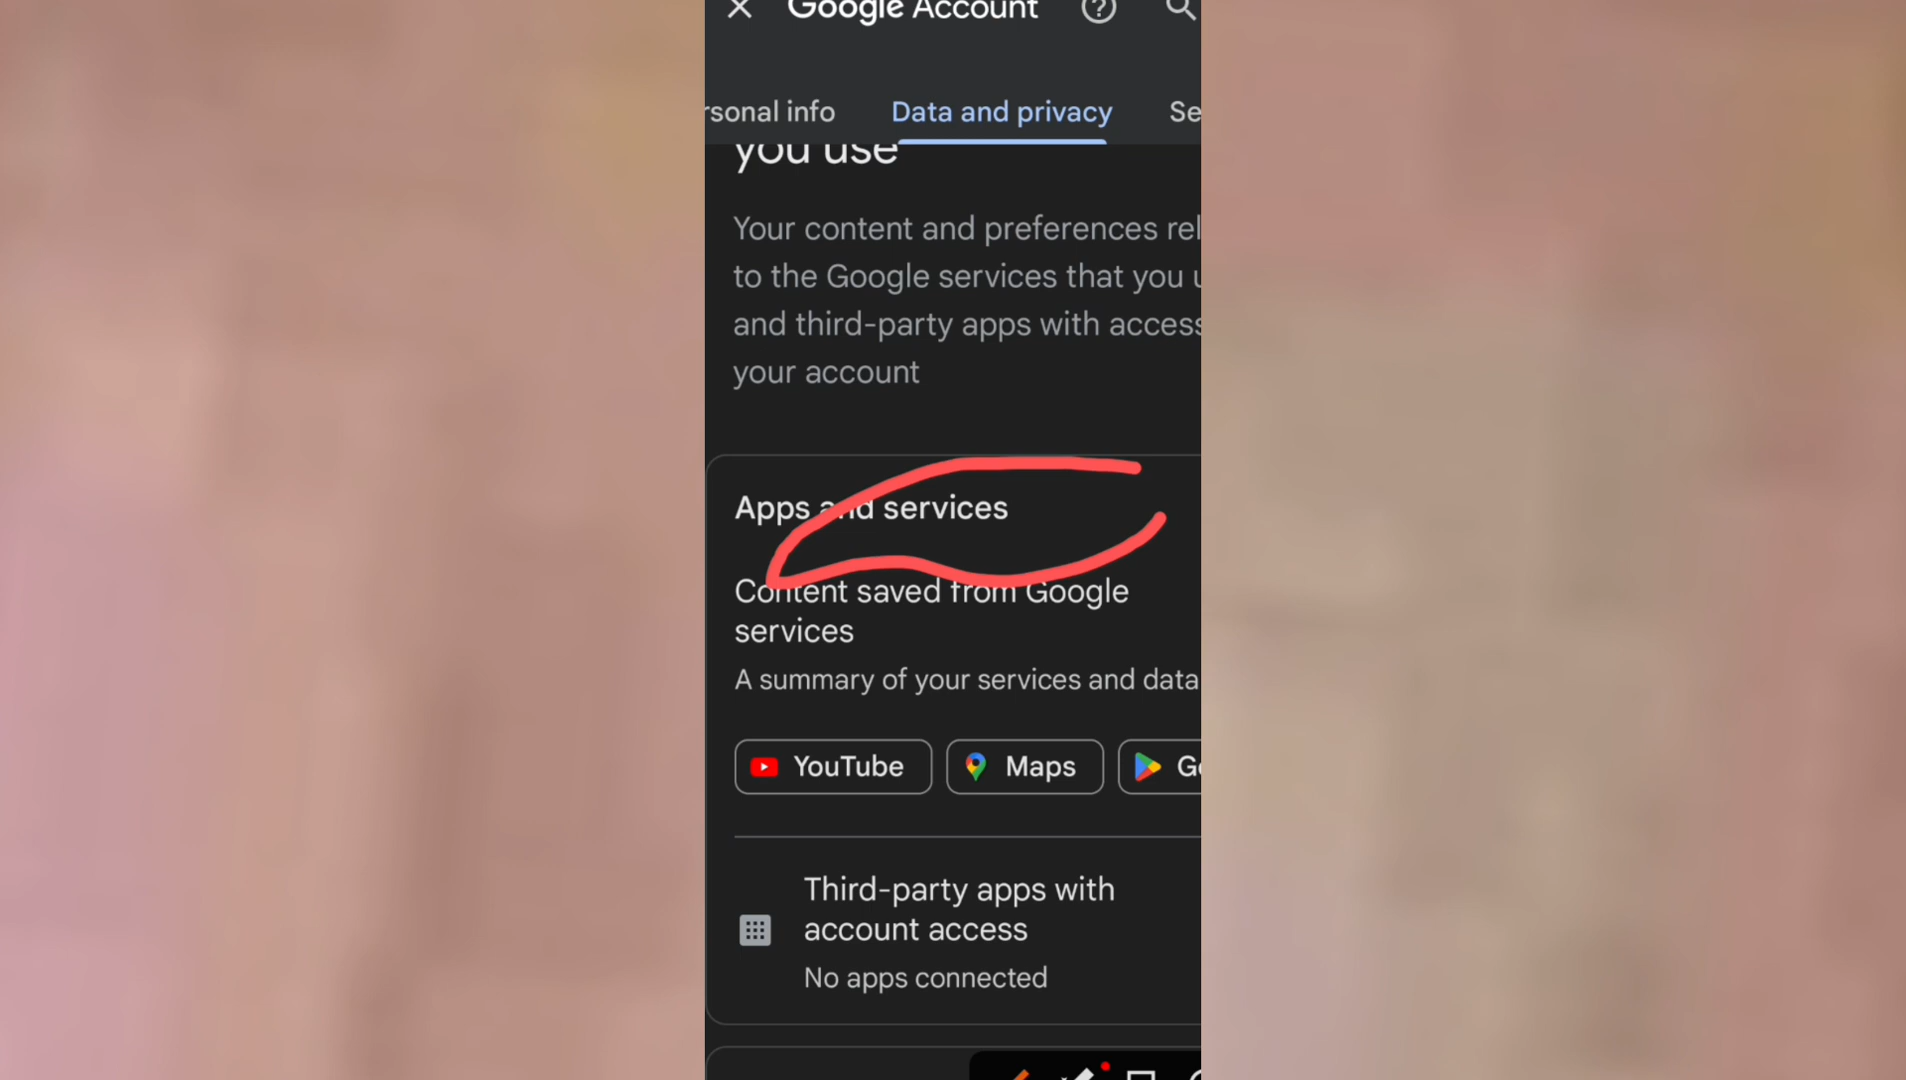 Google Account
rsonal info Data and privacy Se
you use
Your content and preferences rel
to the Google services that you u
and third-party apps with access
your account
Apps and services
Content saved from Google
services
A summary of your services and data
YouTube Maps Go
Third-party apps with
account access
No apps connected